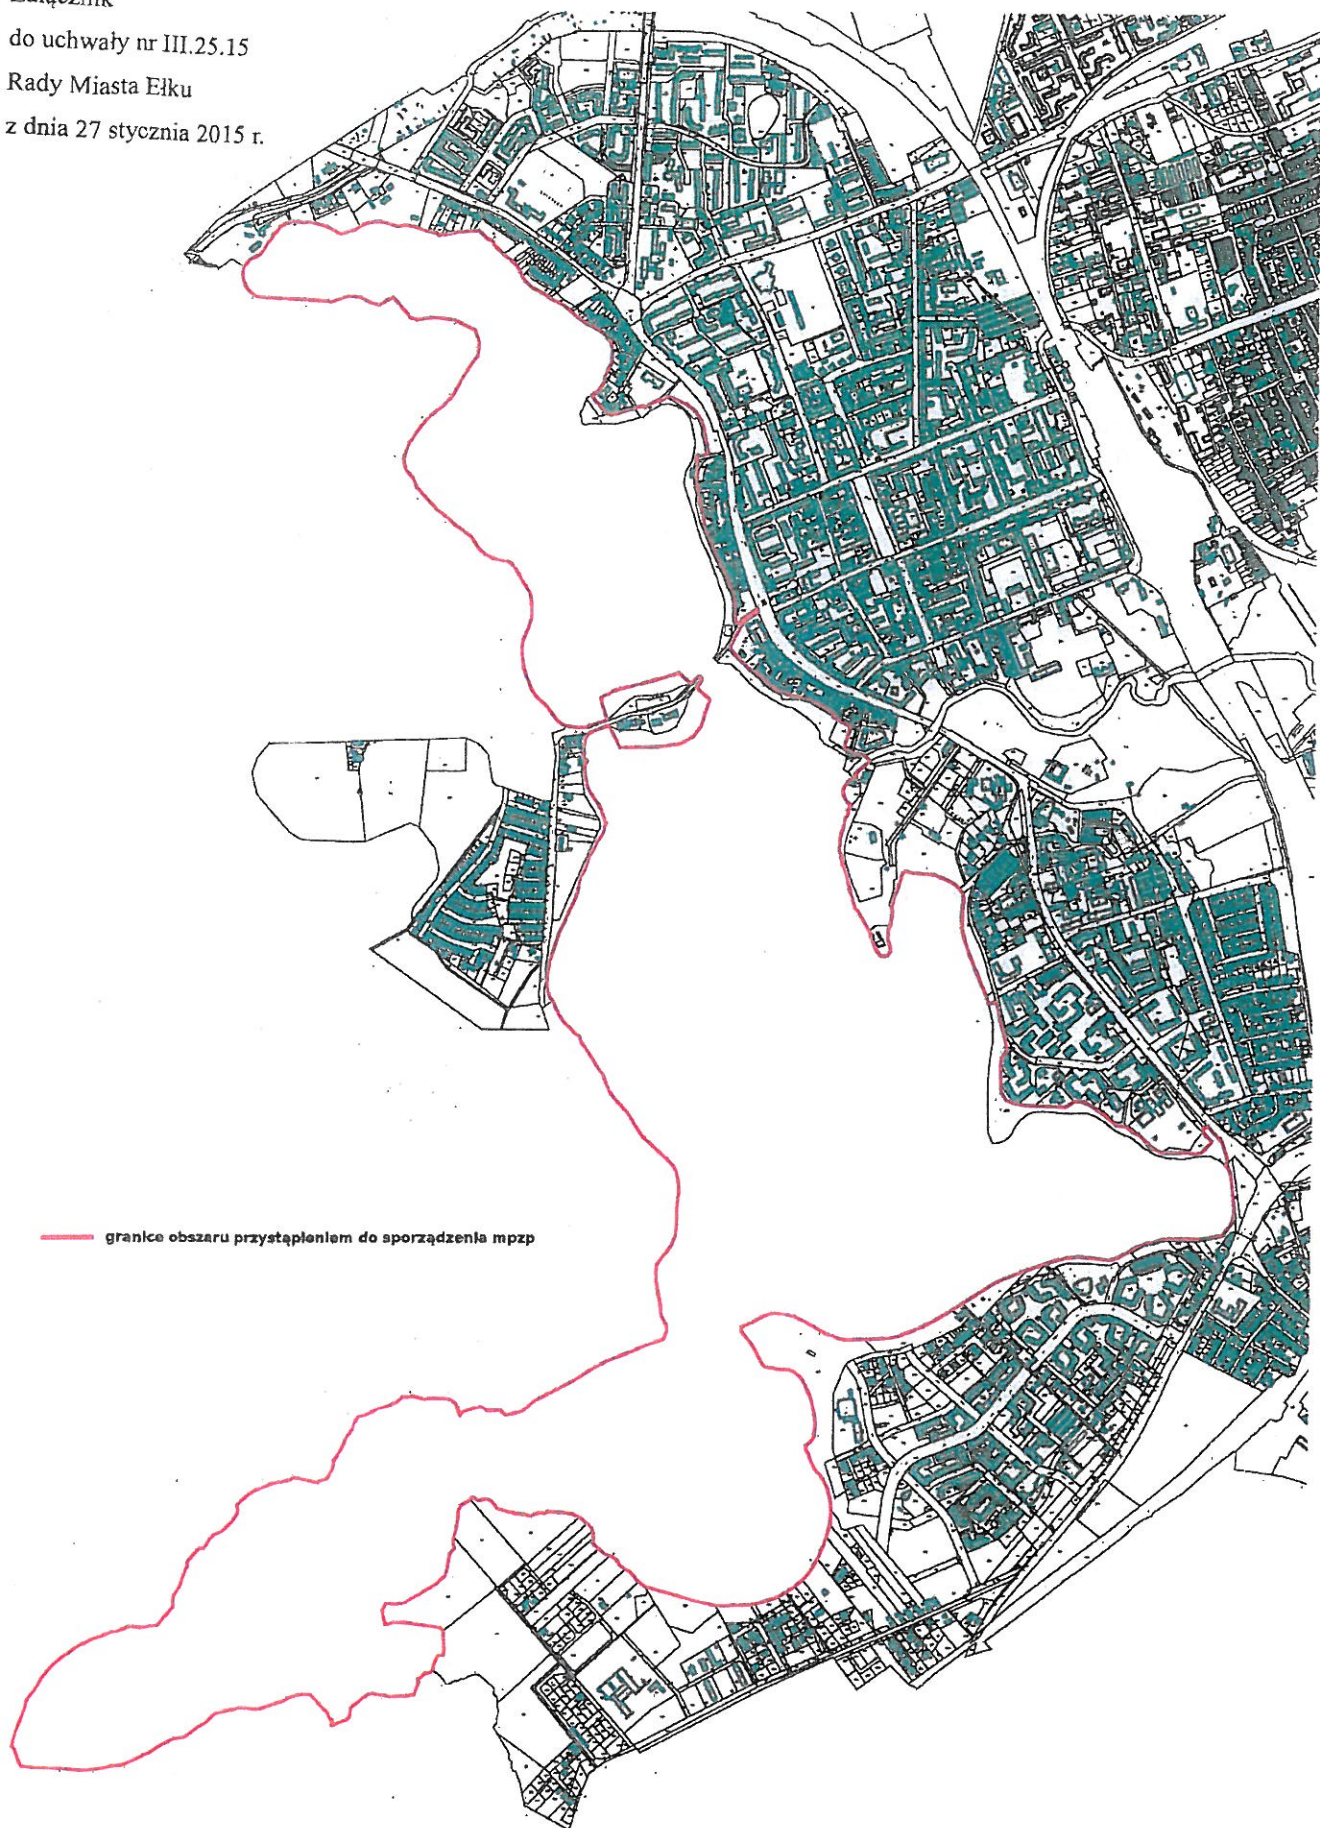 Załącznik
do uchwały nr III.25.15
Rady Miasta Ełku
z dnia 27 stycznia 2015 r.
granice obszaru przystąpieniem do sporządzenia mpzp